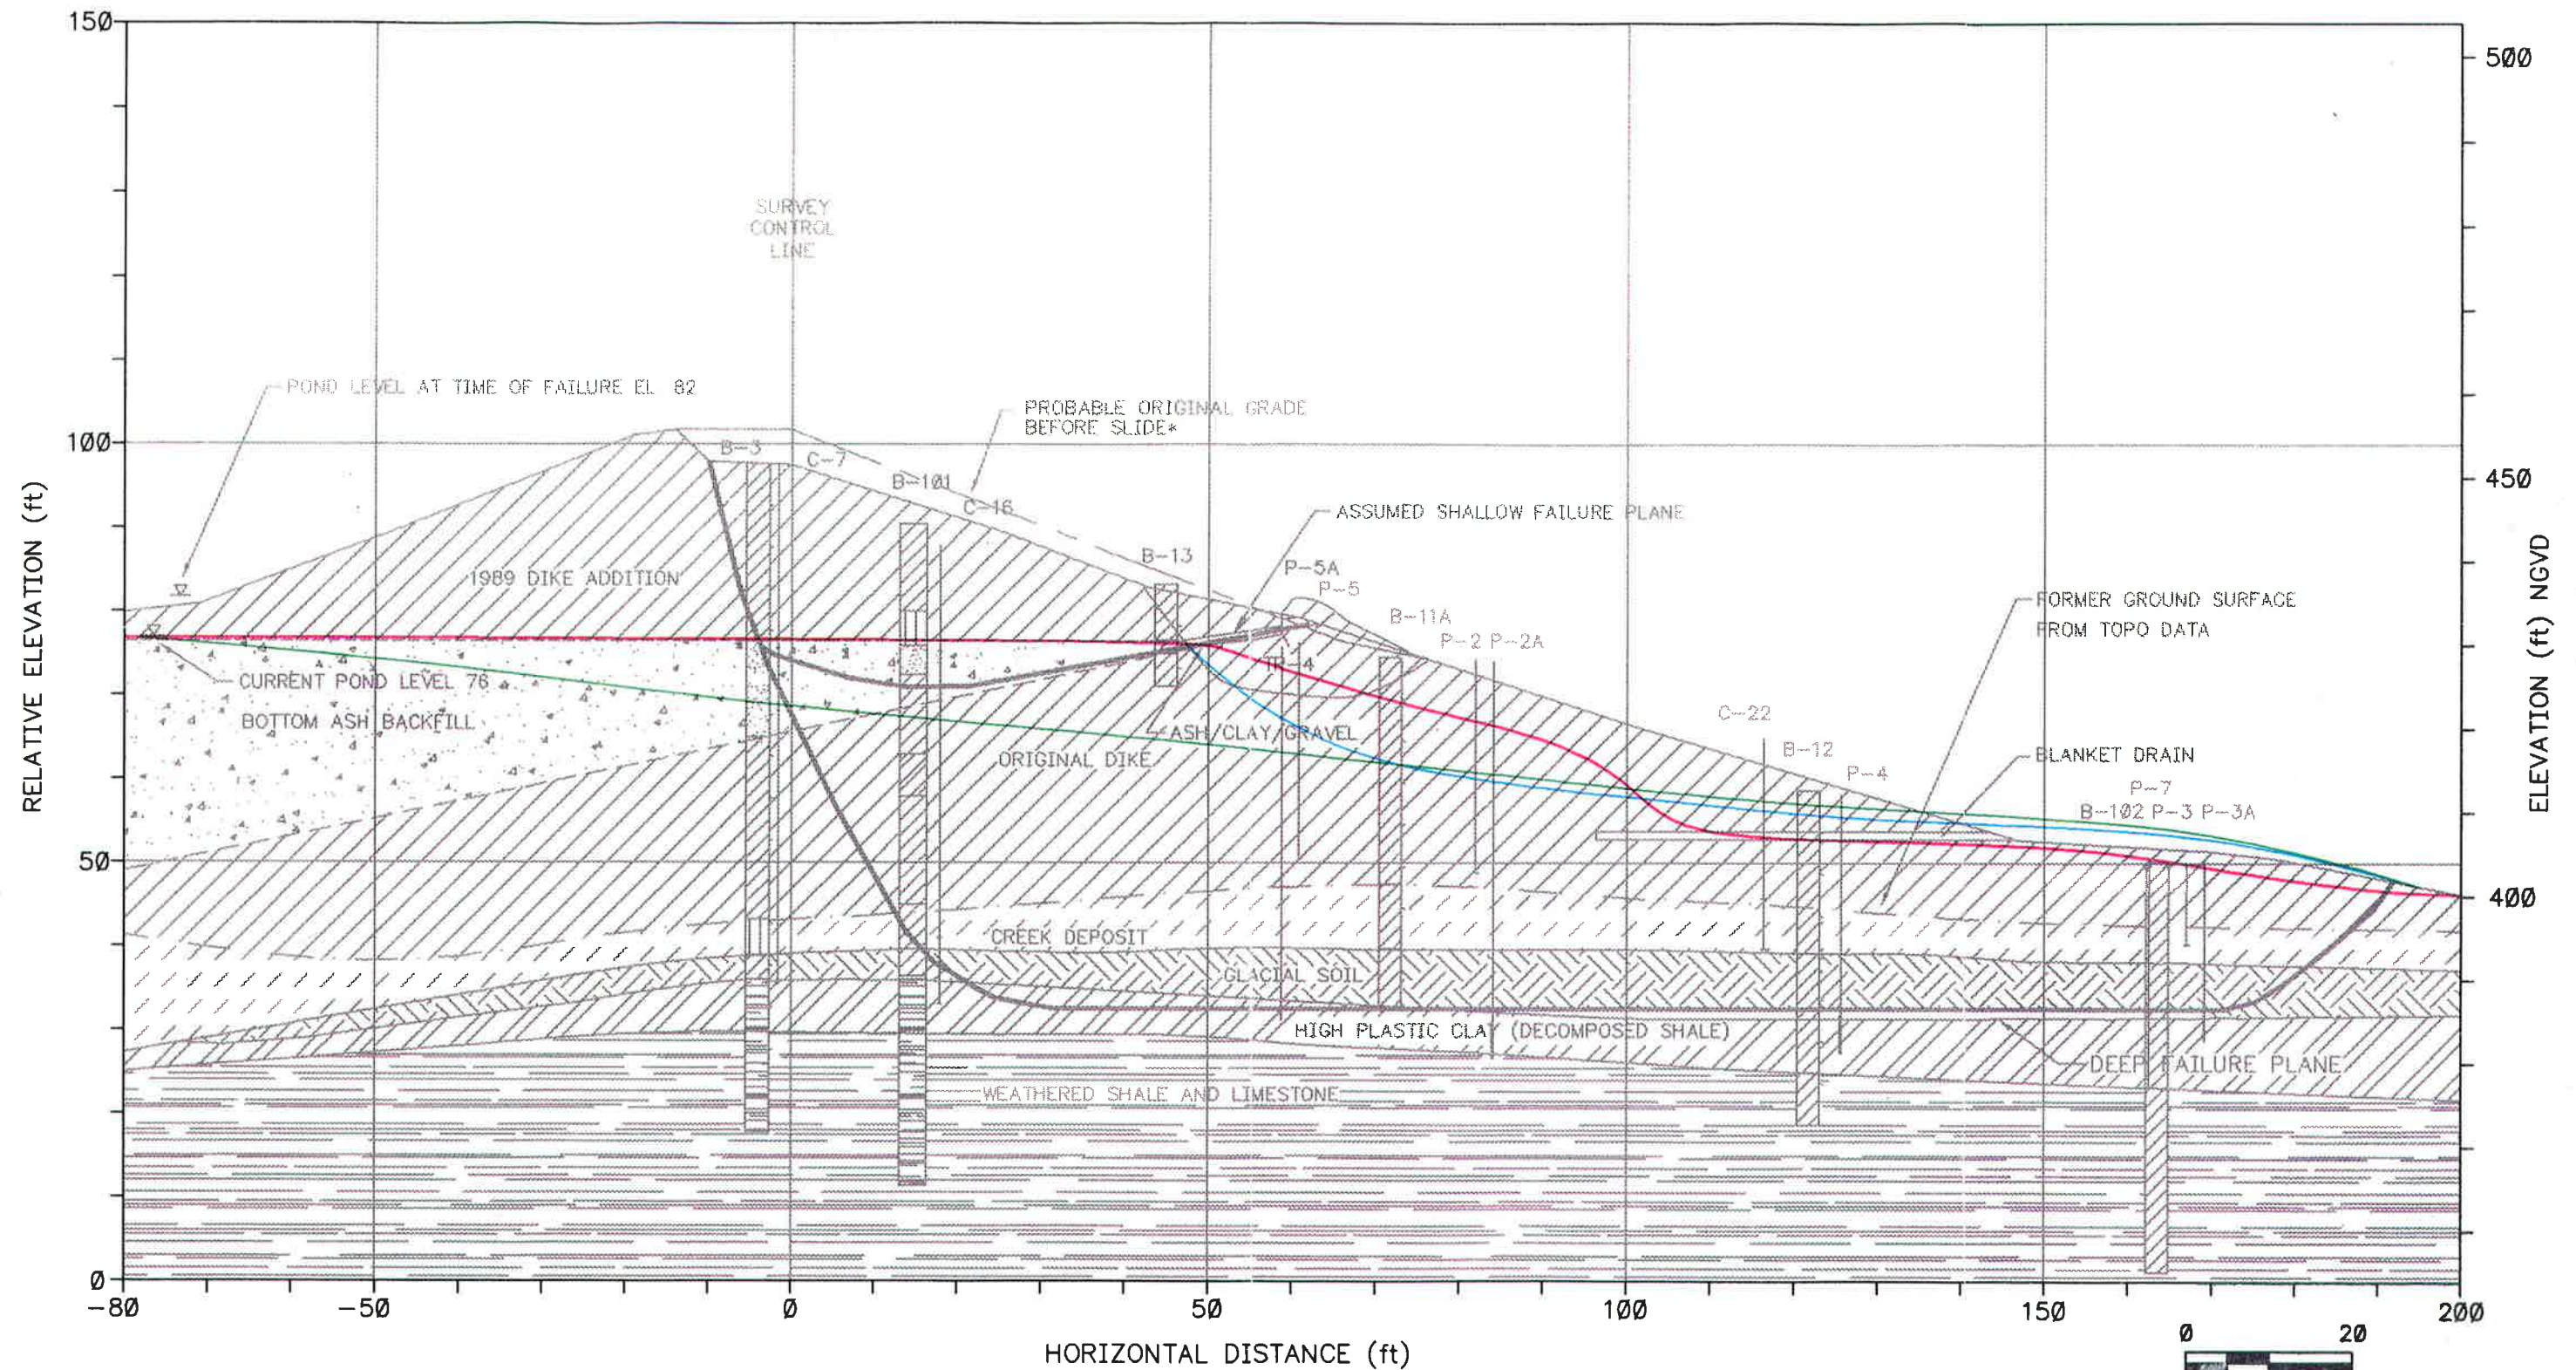 150
500
SURVEY
CONTROL
LINE
POND LEVEL AT TIME OF FAILURE EL 82
PROBABLE ORIGINAL GRADE
BEFORE SLIDE*
100
B-3
C-7
B-101
C-16
450
ASSUMED SHALLOW FAILURE PLANE
B-13
P-5A
P-5
1989 DIKE ADDITION
FORMER GROUND SURFACE
FROM TOPO DATA
B-11A
P-2 P-2A
TP-4
CURRENT POND LEVEL 76
BOTTOM ASH BACKFILL
ASH/CLAY/GRAVEL
ORIGINAL DIKE
C-22
B-12
P-4
BLANKET DRAIN
P-7
B-102 P-3 P-3A
50
400
CREEK DEPOSIT
GLACIAL SOIL
HIGH PLASTIC CLAY (DECOMPOSED SHALE)
DEEP FAILURE PLANE
WEATHERED SHALE AND LIMESTONE
0
-80
-50
0
50
100
150
200
RELATIVE ELEVATION (ft)
ELEVATION (ft) NGVD
HORIZONTAL DISTANCE (ft)
0
20